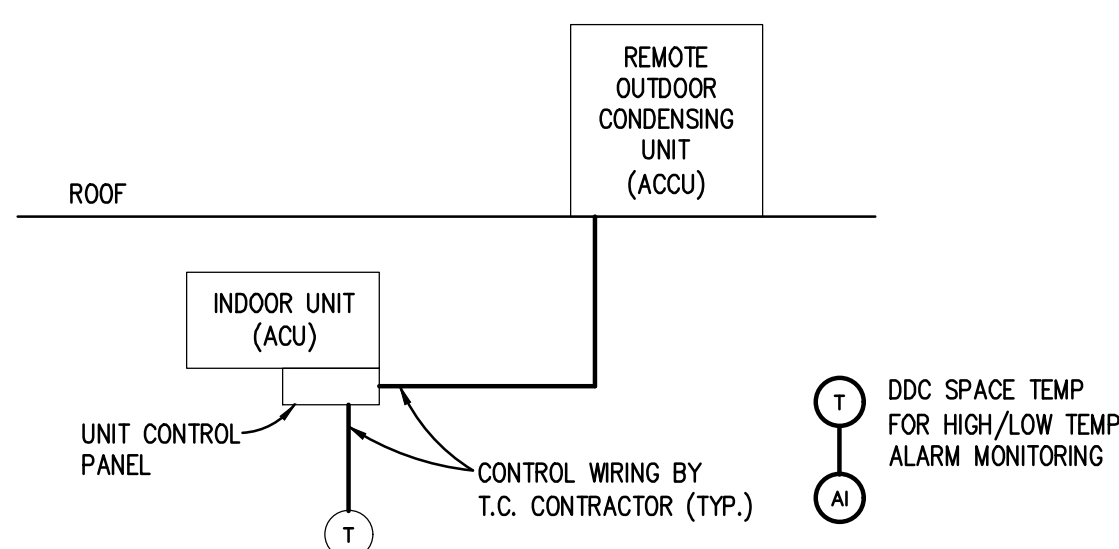 REMOTE
OUTDOOR
CONDENSING
UNIT
(ACCU)
ROOF
INDOOR UNIT
(ACU)
UNIT CONTROL
PANEL
CONTROL WIRING BY
T.C. CONTRACTOR (TYP.)
T
T
DDC SPACE TEMP
FOR HIGH/LOW TEMP
ALARM MONITORING
AI